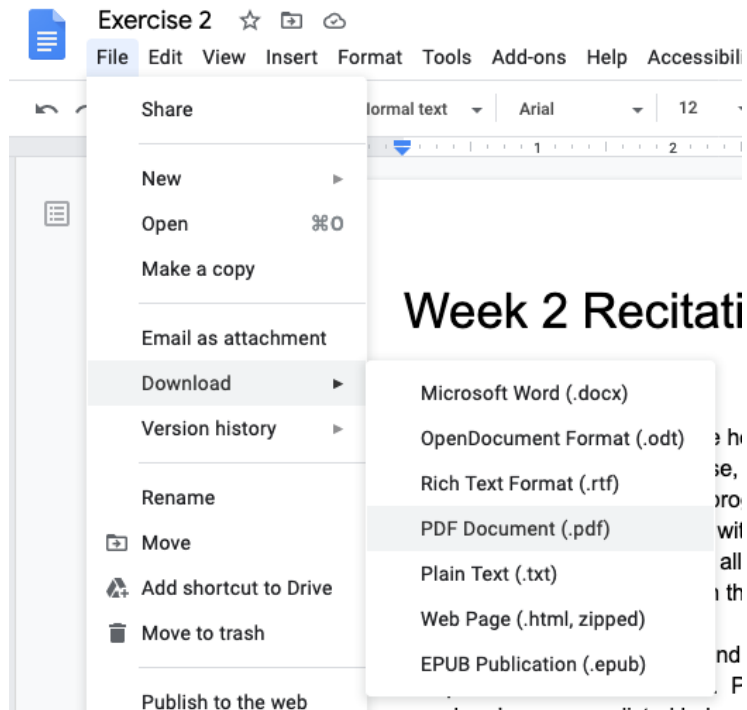 Exercise 2
File Edit View Insert Format Tools Add-ons Help
Normal text Arial 12
1 2
Share
New
Open ⌘O
Make a copy
Week 2
Email as attachment
Download
Version history
Rename
Move
Add shortcut to Drive
Move to trash
Publish to the web
Microsoft Word (.docx)
OpenDocument Format (.odt)
Rich Text Format (.rtf)
PDF Document (.pdf)
Plain Text (.txt)
Web Page (.html, zipped)
EPUB Publication (.epub)